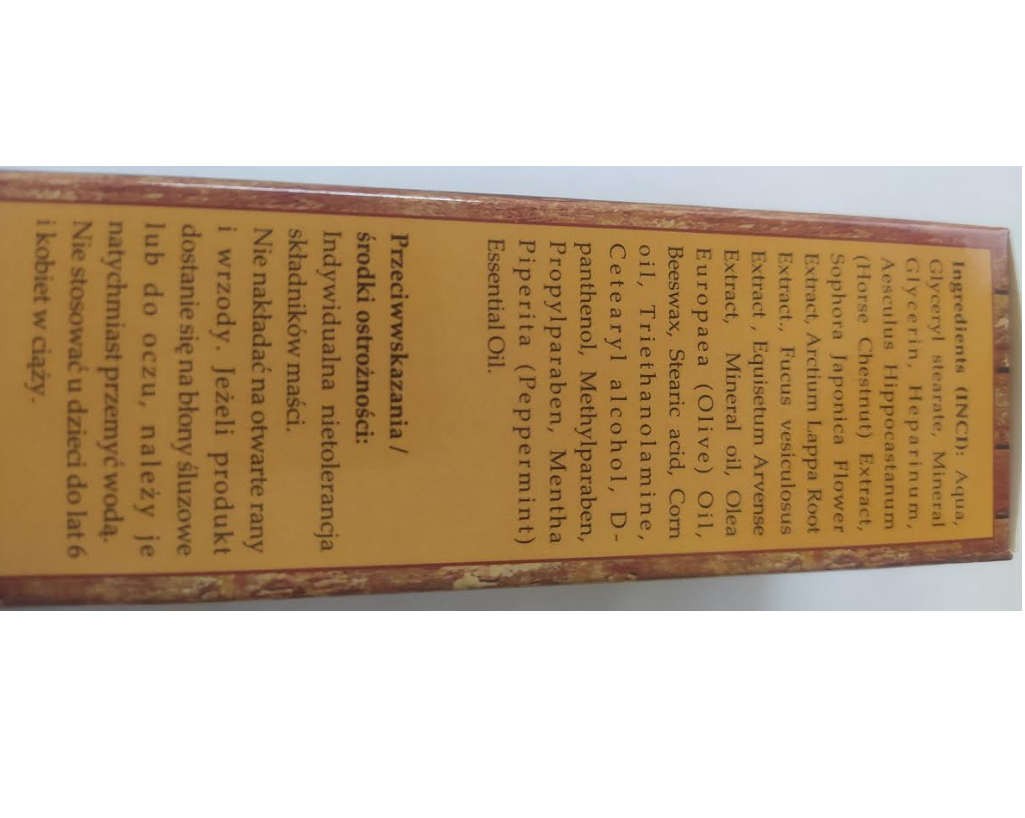 Ingredients (INCI): Aqua,
Glyceryl stearate, Mineral
Glycerin, Heparinum,
Aesculus Hippocastanum
(Horse Chestnut) Extract,
Sophora Japonica Flower
Extract, Arctium Lappa Root
Extract., Fucus vesiculosus
Extract , Equisetum Arvense
Extract, Mineral oil, Olea
Europaea (Olive) Oil,
Beeswax, Stearic acid, Corn
oil, Triethanolamine,
Cetearyl alcohol, D-
panthenol, Methylparaben,
Propylparaben, Mentha
Piperita (Peppermint)
Essential Oil.
Przeciwwskazania /
środki ostrożności:
Indywidualna nietolerancja
składników maści.
Nie nakładać na otwarte rany
i wrzody. Jeżeli produkt
dostanie się na błony śluzowe
lub do oczu, należy je
natychmiast przemyć wodą.
Nie stosować u dzieci do lat 6
i kobiet w ciąży.